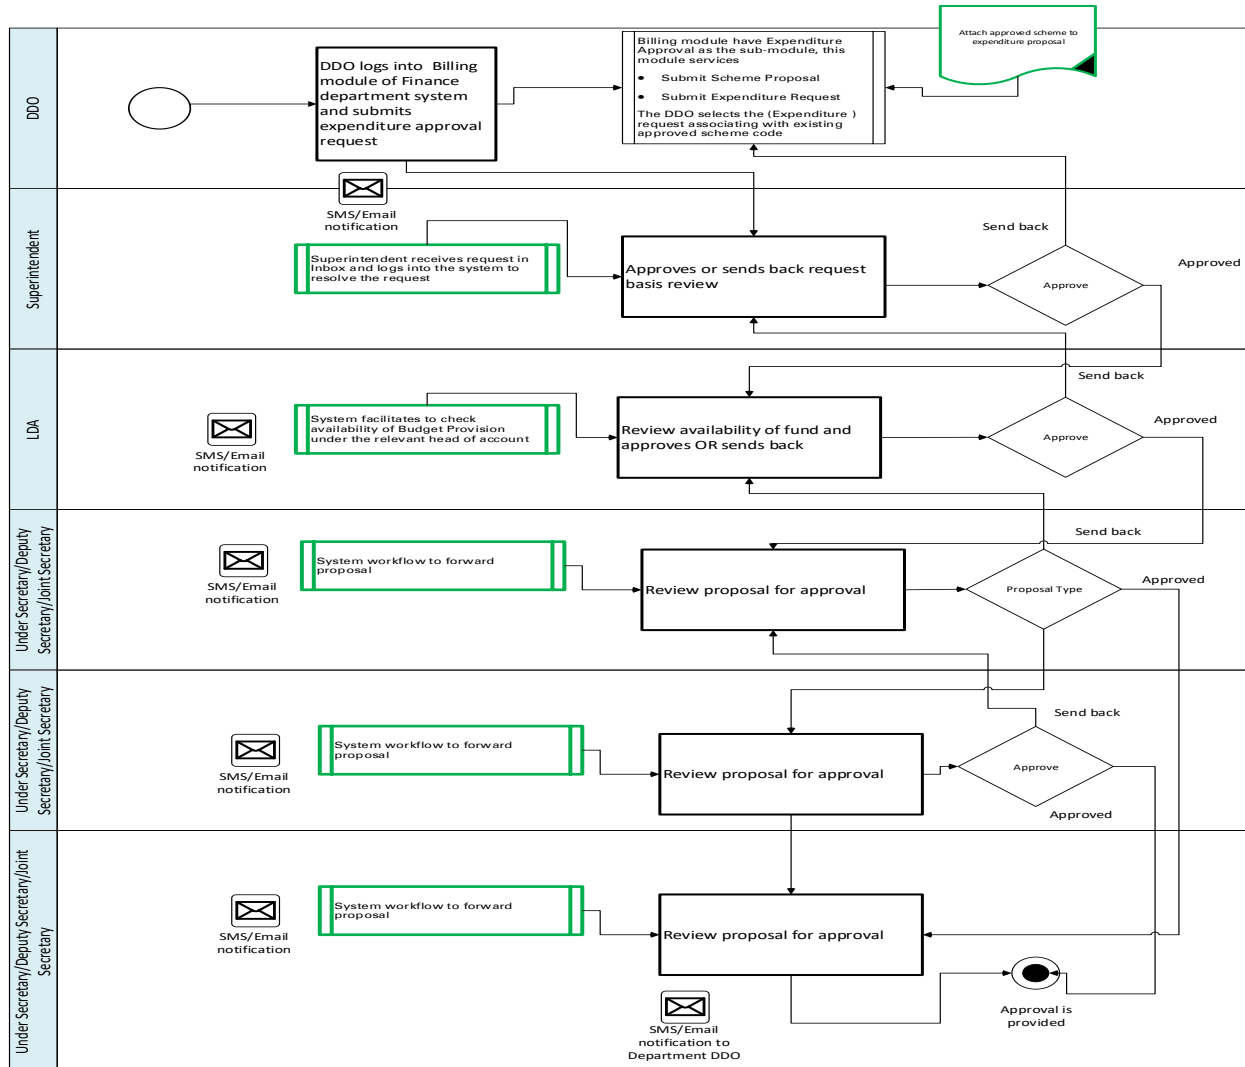 DDO
DDO logs into Billing
module of Finance
department system
and submits
expenditure approval
request
Billing module have Expenditure
Approval as the sub-module, this
module services
• Submit Scheme Proposal
• Submit Expenditure Request
The DDO selects the (Expenditure )
request associating with existing
approved scheme code
Attach approved scheme to
expenditure proposal
Superintendent
SMS/Email
notification
Superintendent receives request in
Inbox and logs into the system to
resolve the request
Approves or sends back request
basis review
Send back
Approve
Approved
LDA
SMS/Email
notification
System facilitates to check
availability of Budget Provision
under the relevant head of account
Review availability of fund and
approves OR sends back
Send back
Approve
Approved
Under Secretary/Deputy
Secretary/Joint Secretary
SMS/Email
notification
System workflow to forward
proposal
Review proposal for approval
Send back
Proposal Type
Approved
Under Secretary/Deputy
Secretary/Joint Secretary
SMS/Email
notification
System workflow to forward
proposal
Review proposal for approval
Send back
Approve
Approved
Under Secretary/Deputy Secretary/Joint
Secretary
SMS/Email
notification
System workflow to forward
proposal
Review proposal for approval
SMS/Email
notification to
Department DDO
Approval is
provided